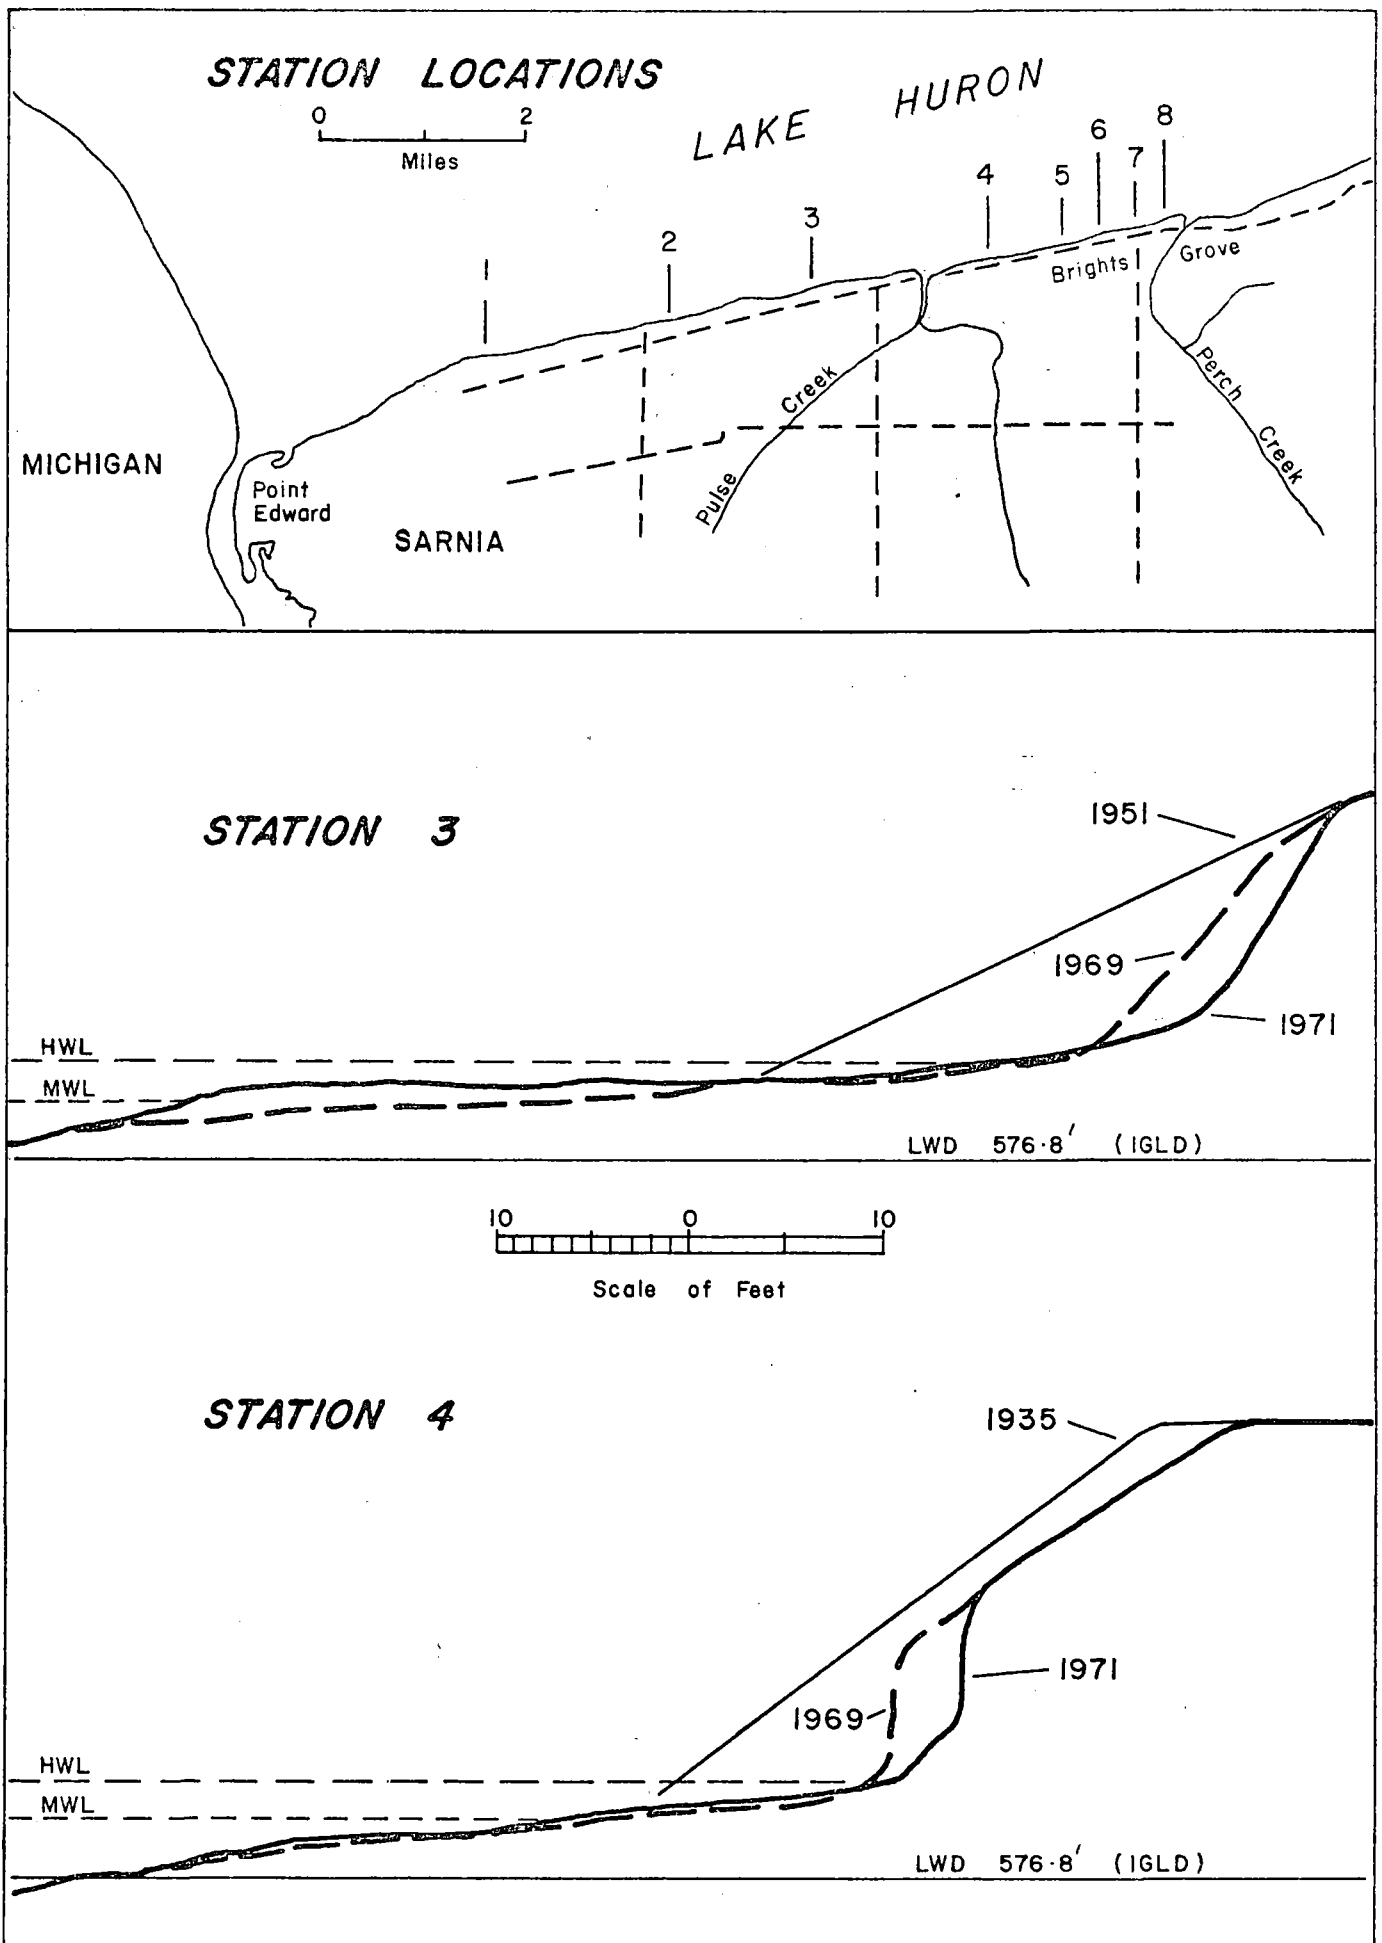 STATION LOCATIONS
0 2
Miles
LAKE HURON
1 2 3 4 5 6 7 8
Brights Grove
Pulse Creek
Perch Creek
MICHIGAN
Point
Edward
SARNIA
STATION 3
1951
1969
1971
HWL
MWL
LWD 576.8' (IGLD)
10 0 10
Scale of Feet
STATION 4
1935
1971
1969
HWL
MWL
LWD 576.8' (IGLD)